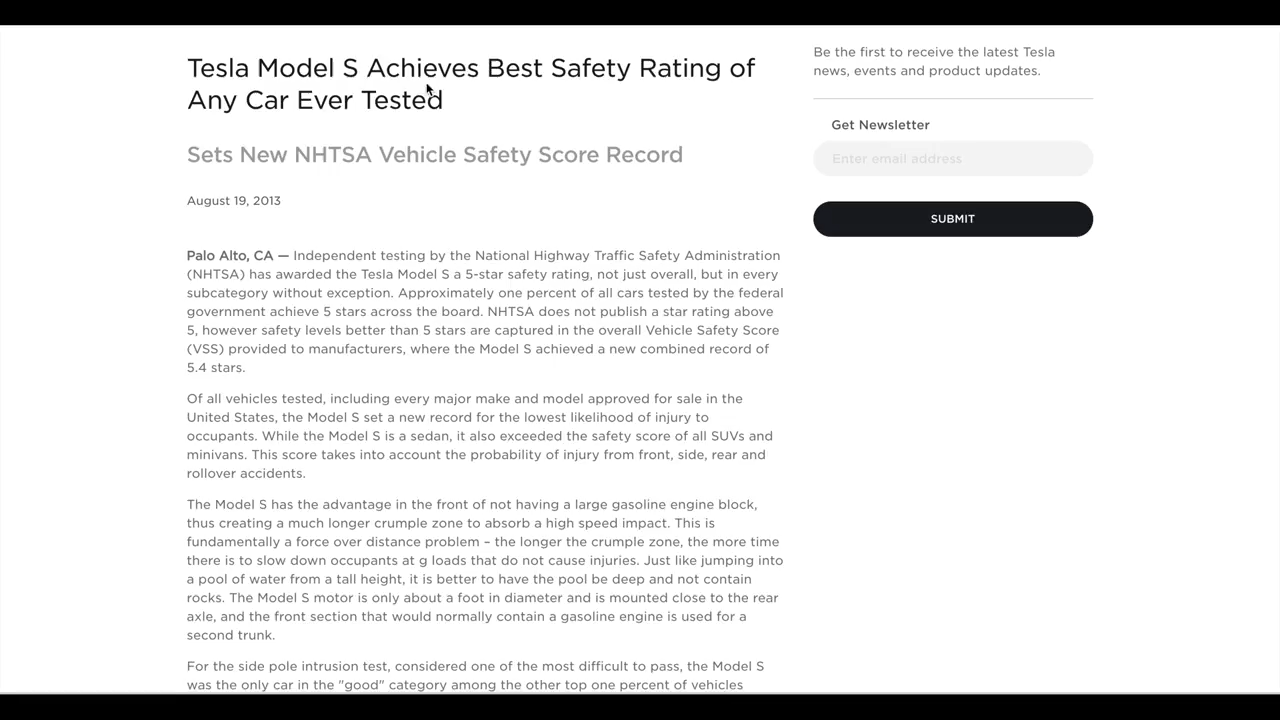 Tesla Model S Achieves Best Safety Rating of
Any Car Ever Tested
Sets New NHTSA Vehicle Safety Score Record
August 19, 2013
Palo Alto, CA — Independent testing by the National Highway Traffic Safety Administration
(NHTSA) has awarded the Tesla Model S a 5-star safety rating, not just overall, but in every
subcategory without exception. Approximately one percent of all cars tested by the federal
government achieve 5 stars across the board. NHTSA does not publish a star rating above
5, however safety levels better than 5 stars are captured in the overall Vehicle Safety Score
(VSS) provided to manufacturers, where the Model S achieved a new combined record of
5.4 stars.
Of all vehicles tested, including every major make and model approved for sale in the
United States, the Model S set a new record for the lowest likelihood of injury to
occupants. While the Model S is a sedan, it also exceeded the safety score of all SUVs and
minivans. This score takes into account the probability of injury from front, side, rear and
rollover accidents.
The Model S has the advantage in the front of not having a large gasoline engine block,
thus creating a much longer crumple zone to absorb a high speed impact. This is
fundamentally a force over distance problem – the longer the crumple zone, the more time
there is to slow down occupants at g loads that do not cause injuries. Just like jumping into
a pool of water from a tall height, it is better to have the pool be deep and not contain
rocks. The Model S motor is only about a foot in diameter and is mounted close to the rear
axle, and the front section that would normally contain a gasoline engine is used for a
second trunk.
For the side pole intrusion test, considered one of the most difficult to pass, the Model S
was the only car in the "good" category among the other top one percent of vehicles
Be the first to receive the latest Tesla
news, events and product updates.
Get Newsletter
Enter email address
SUBMIT